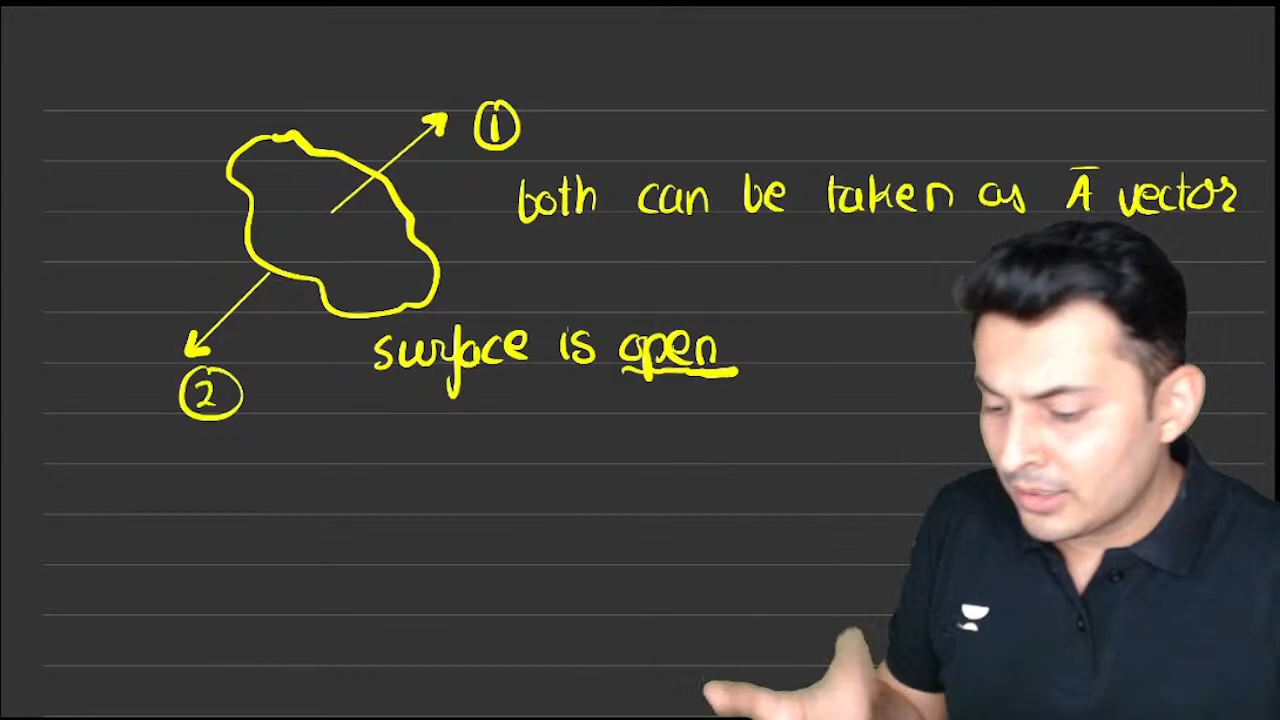 ①
both can be taken as A̅ vector
surface is open
②